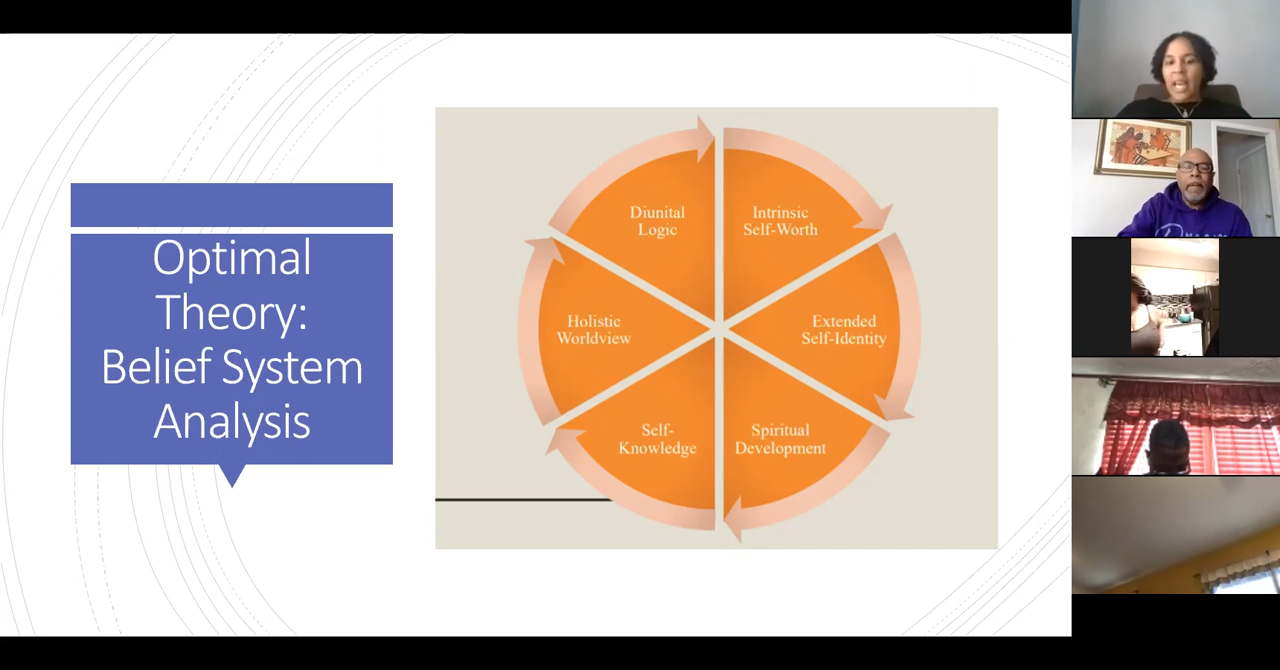 Optimal
Theory:
Belief System
Analysis
Diunital
Logic
Intrinsic
Self-Worth
Holistic
Worldview
Extended
Self-Identity
Self-
Knowledge
Spiritual
Development